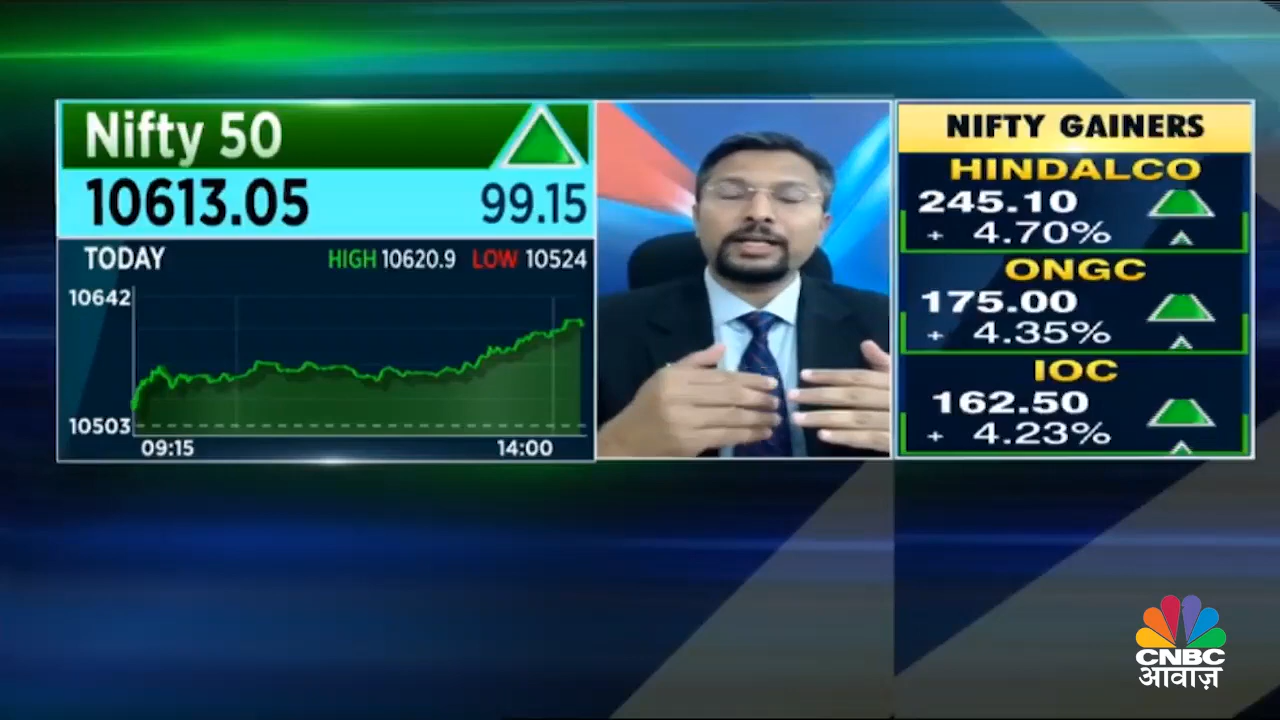 Nifty 50
10613.05 99.15
TODAY HIGH 10620.9 LOW 10524
10642
10503
09:15 14:00
NIFTY GAINERS
HINDALCO
245.10
+ 4.70%
ONGC
175.00
+ 4.35%
IOC
162.50
+ 4.23%
CNBC
आवाज़